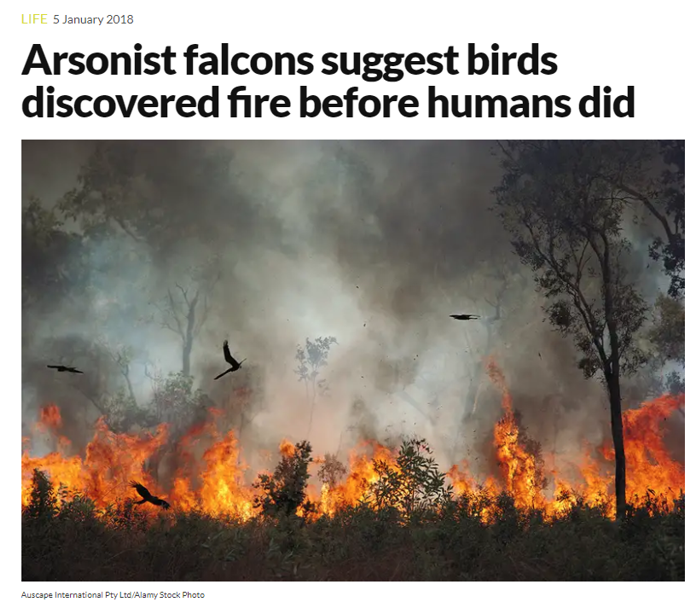 LIFE 5 January 2018
Arsonist falcons suggest birds
discovered fire before humans did
Auscape International Pty Ltd/Alamy Stock Photo